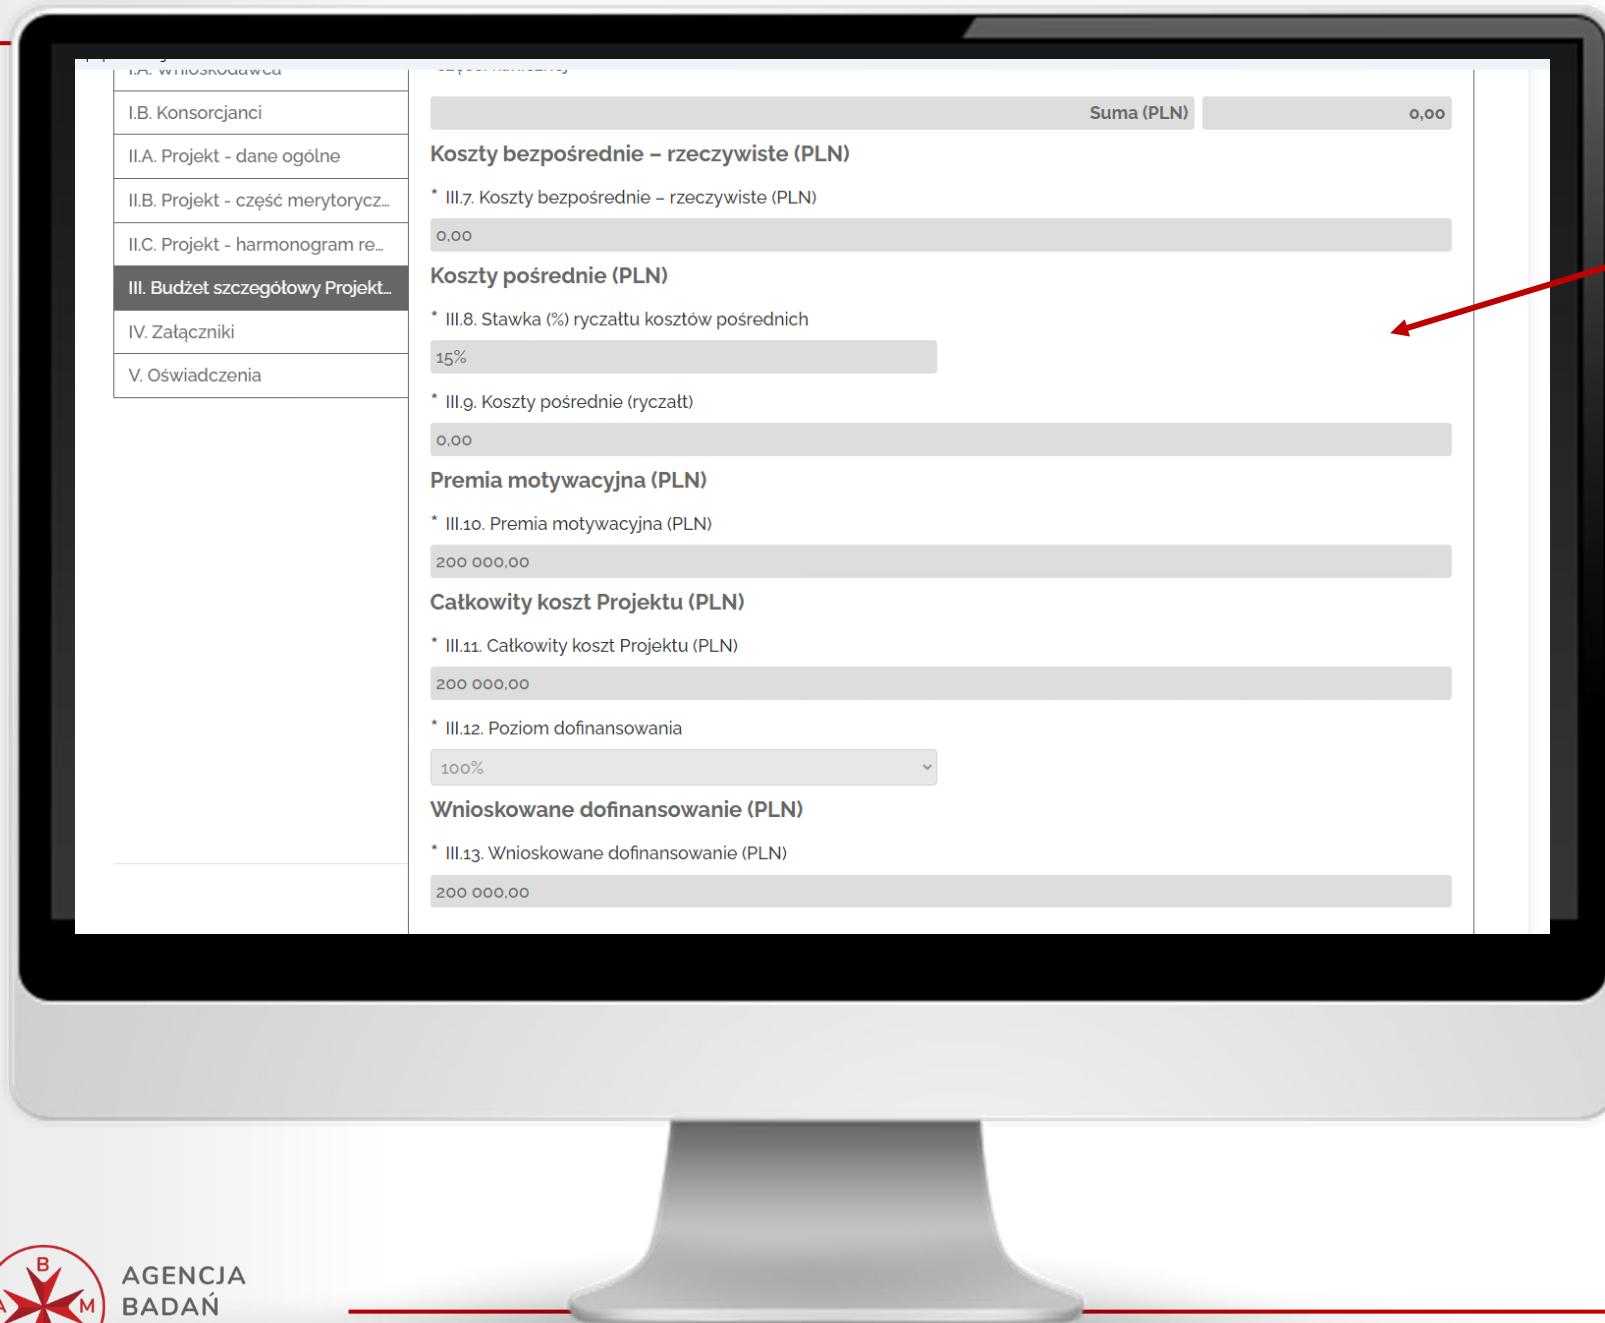 I.A. Wnioskodawca
I.B. Konsorcjanci
II.A. Projekt - dane ogólne
II.B. Projekt - część merytorycz...
II.C. Projekt - harmonogram re...
III. Budżet szczegółowy Projekt...
IV. Załączniki
V. Oświadczenia
Suma (PLN) 0,00
Koszty bezpośrednie – rzeczywiste (PLN)
* III.7. Koszty bezpośrednie – rzeczywiste (PLN)
0,00
Koszty pośrednie (PLN)
* III.8. Stawka (%) ryczałtu kosztów pośrednich
15%
* III.9. Koszty pośrednie (ryczałt)
0,00
Premia motywacyjna (PLN)
* III.10. Premia motywacyjna (PLN)
200 000,00
Całkowity koszt Projektu (PLN)
* III.11. Całkowity koszt Projektu (PLN)
200 000,00
* III.12. Poziom dofinansowania
100%
Wnioskowane dofinansowanie (PLN)
* III.13. Wnioskowane dofinansowanie (PLN)
200 000,00
A B M
AGENCJA
BADAŃ